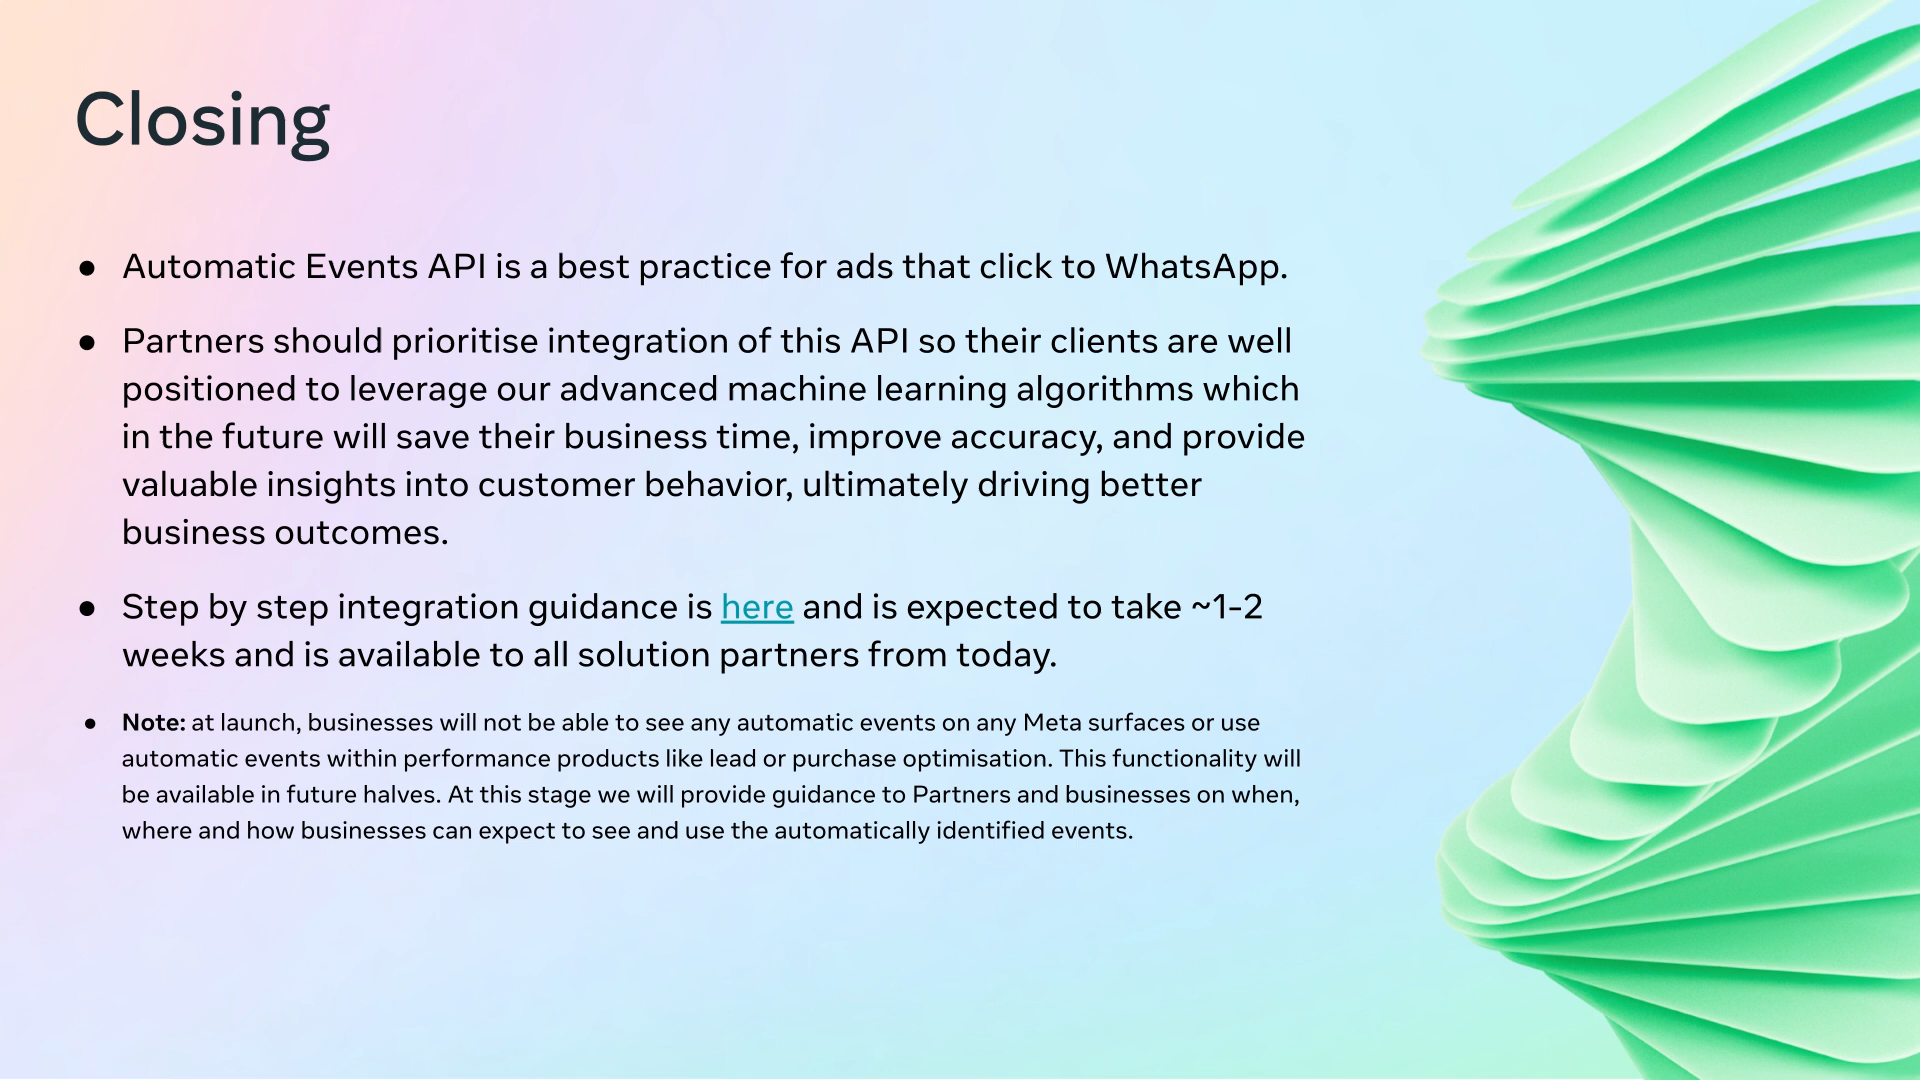 Closing
● Automatic Events API is a best practice for ads that click to WhatsApp.
● Partners should prioritise integration of this API so their clients are well
positioned to leverage our advanced machine learning algorithms which
in the future will save their business time, improve accuracy, and provide
valuable insights into customer behavior, ultimately driving better
business outcomes.
● Step by step integration guidance is here and is expected to take ~1-2
weeks and is available to all solution partners from today.
● Note: at launch, businesses will not be able to see any automatic events on any Meta surfaces or use
automatic events within performance products like lead or purchase optimisation. This functionality will
be available in future halves. At this stage we will provide guidance to Partners and businesses on when,
where and how businesses can expect to see and use the automatically identified events.